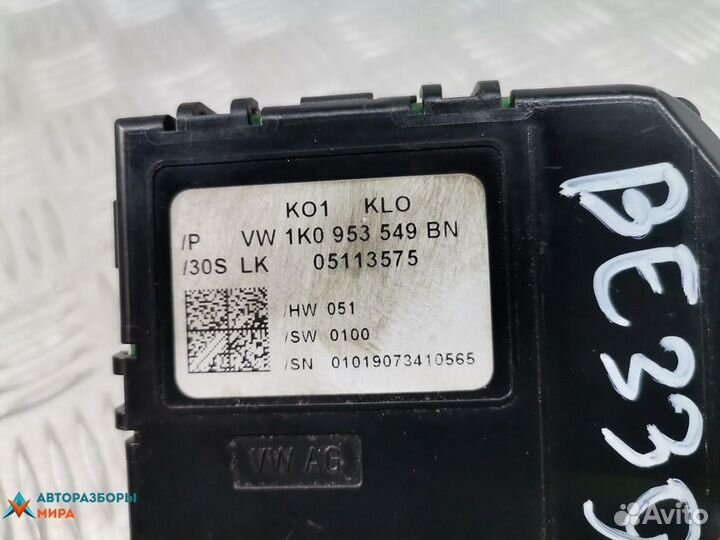 KO1 KLO
/P VW 1K0 953 549 BN
/30S LK 05113575
/HW 051
/SW 0100
/SN 01019073410565
VW AG
BE339
АВТОРАЗБОРЫ
МИРА
Avito